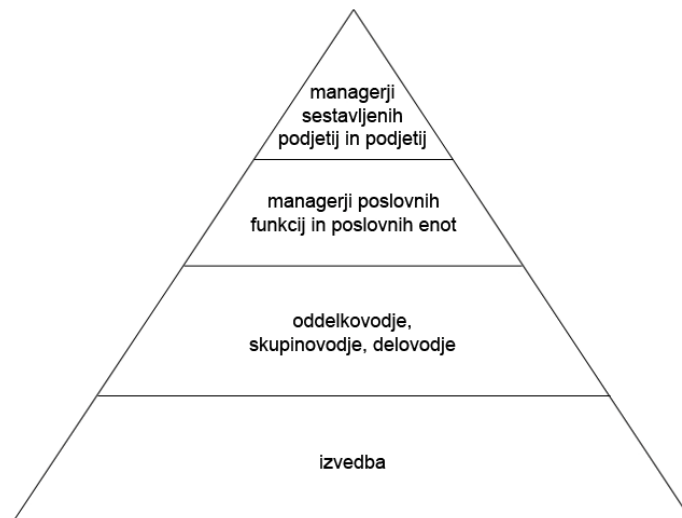 managerji
sestavljenih
podjetij in podjetij
managerji poslovnih
funkcij in poslovnih enot
oddelkovodje,
skupinovodje, delovodje
izvedba